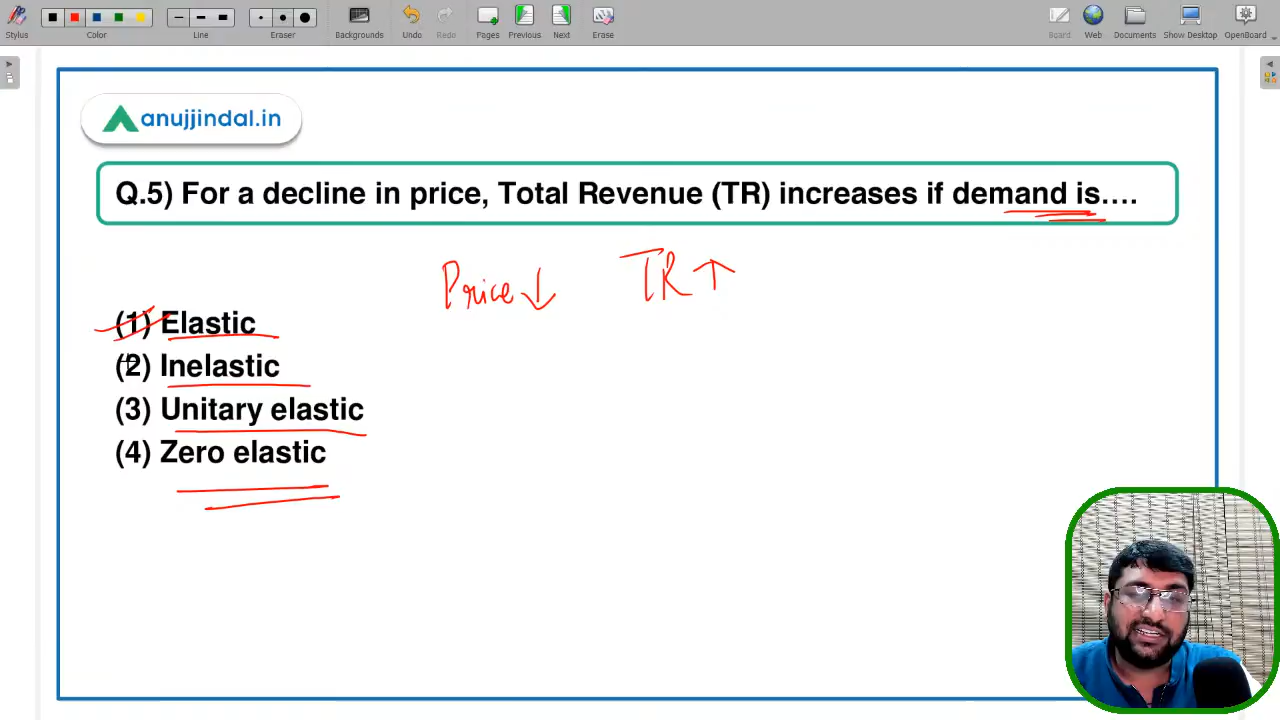 Stylus
Color
Line
Eraser
Backgrounds
Undo
Redo
Pages
Previous
Next
Erase
Board
Web
Documents
Show Desktop
OpenBoard
anujjindal.in
Q.5) For a decline in price, Total Revenue (TR) increases if demand is....
Price ↓ TR ↑
(1) Elastic
(2) Inelastic
(3) Unitary elastic
(4) Zero elastic